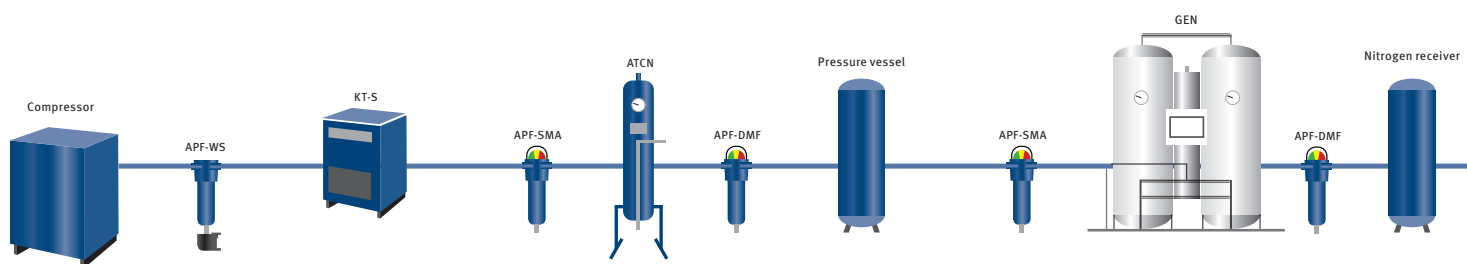 Compressor
APF-WS
KT-S
APF-SMA
ATCN
APF-DMF
Pressure vessel
APF-SMA
GEN
APF-DMF
Nitrogen receiver